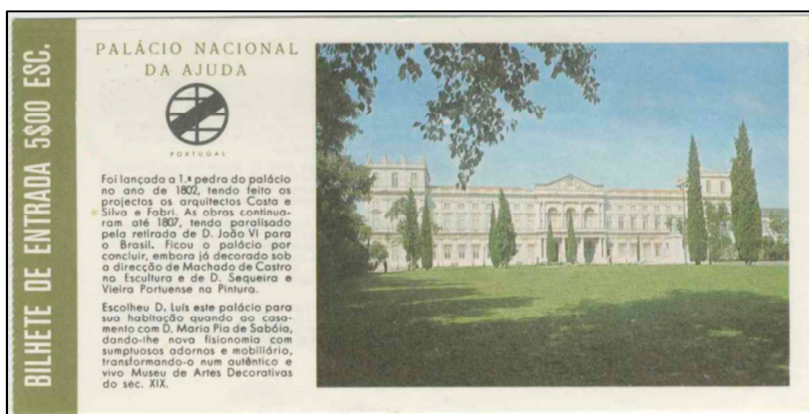 BILHETE DE ENTRADA 5$00 ESC.
PALÁCIO NACIONAL
DA AJUDA
PORTUGAL
Foi lançada a 1.ª pedra do palácio
no ano de 1802, tendo feito os
projectos os arquitectos Costa e
Silva e Fabri. As obras continua-
ram até 1807, tendo paralisado
pela retirada de D. João VI para
o Brasil. Ficou o palácio por
concluir, embora já decorado sob
a direcção de Machado de Castro
na Escultura e de D. Sequeira e
Vieira Portuense na Pintura.
Escolheu D. Luís este palácio para
sua habitação quando ao casa-
mento com D. Maria Pia de Sabóia,
dando-lhe nova fisionomia com
sumptuosos adornos e mobiliário,
transformando-o num autêntico e
vivo Museu de Artes Decorativas
do séc. XIX.